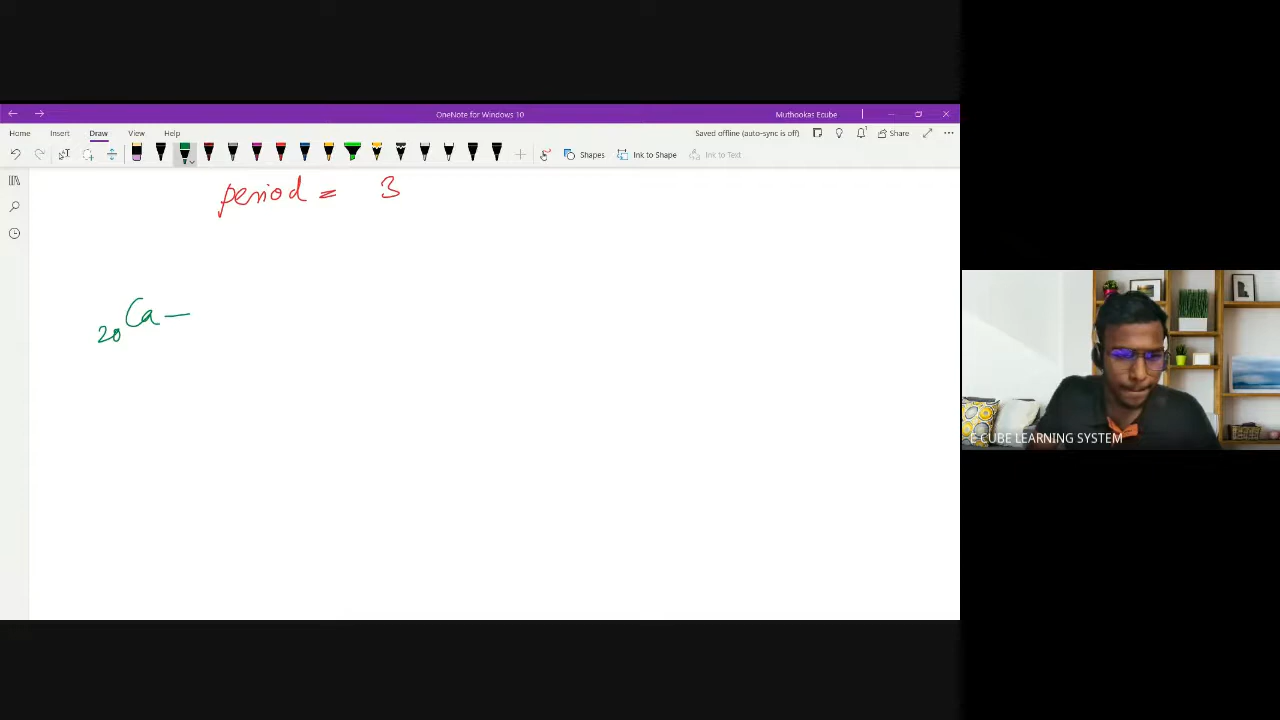 OneNote for Windows 10
Muthookas Ecube
Home Insert Draw View Help
Saved offline (auto-sync is off)
Share
Shapes
Ink to Shape
Ink to Text
period = 3
20Ca —
E CUBE LEARNING SYSTEM